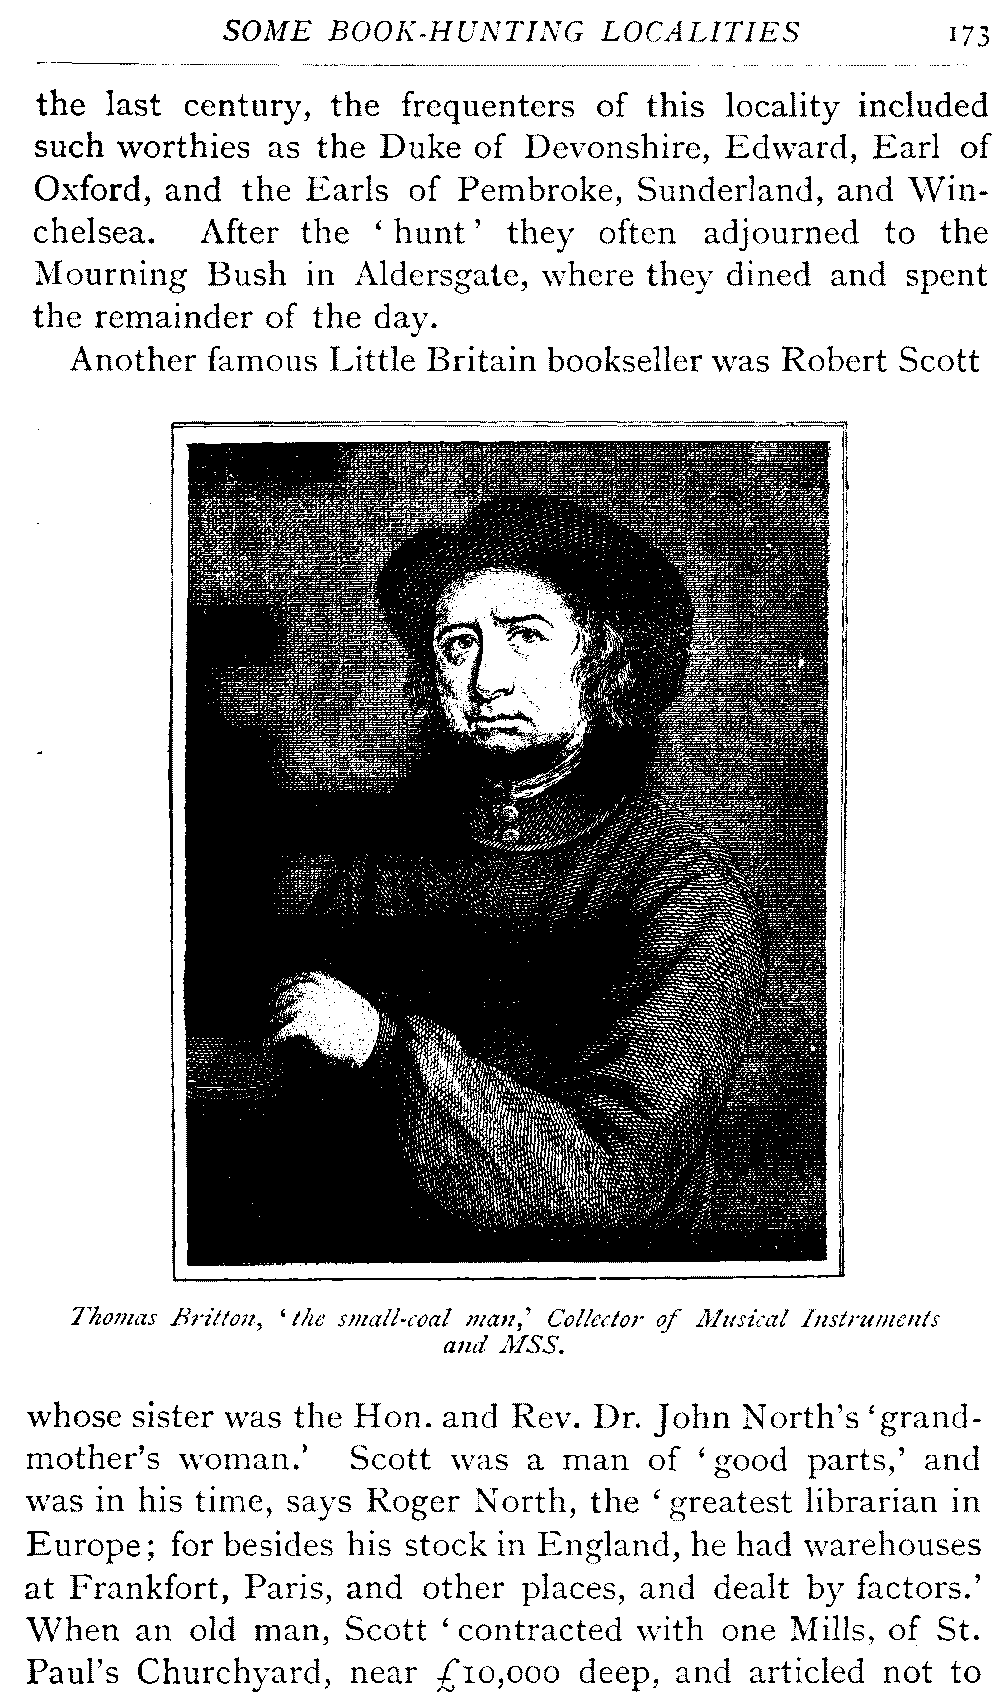 SOME BOOK-HUNTING LOCALITIES 173
the last century, the frequenters of this locality included
such worthies as the Duke of Devonshire, Edward, Earl of
Oxford, and the Earls of Pembroke, Sunderland, and Win-
chelsea. After the ‘hunt’ they often adjourned to the
Mourning Bush in Aldersgate, where they dined and spent
the remainder of the day.
Another famous Little Britain bookseller was Robert Scott
Thomas Britton, ‘the small-coal man,’ Collector of Musical Instruments
and MSS.
whose sister was the Hon. and Rev. Dr. John North's ‘grand-
mother's woman.’ Scott was a man of ‘good parts,’ and
was in his time, says Roger North, the ‘greatest librarian in
Europe; for besides his stock in England, he had warehouses
at Frankfort, Paris, and other places, and dealt by factors.’
When an old man, Scott ‘contracted with one Mills, of St.
Paul's Churchyard, near £10,000 deep, and articled not to